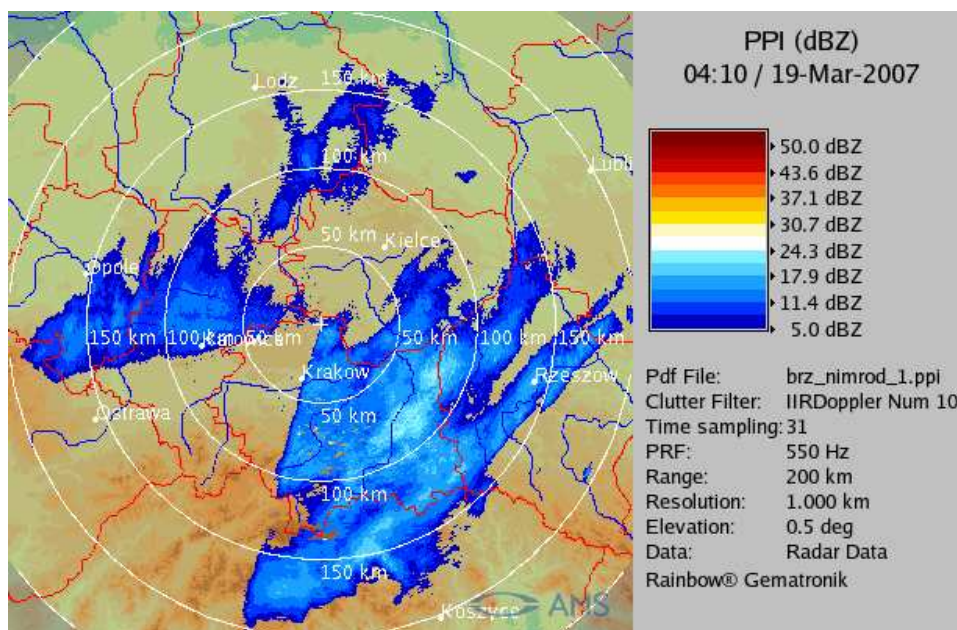 PPI (dBZ)
04:10 / 19-Mar-2007
50.0 dBZ
43.6 dBZ
37.1 dBZ
30.7 dBZ
24.3 dBZ
17.9 dBZ
11.4 dBZ
5.0 dBZ
Pdf File: brz_nimrod_1.ppi
Clutter Filter: IIRDoppler Num 10
Time sampling: 31
PRF: 550 Hz
Range: 200 km
Resolution: 1.000 km
Elevation: 0.5 deg
Data: Radar Data
Rainbow® Gematronik
Lodz
150 km
100 km
Lubl
50 km
Kielce
Opole
150 km
100 km
50 km
Katowice
50 km
100 km
150 km
Krakow
Rzeszow
Ostrawa
50 km
100 km
150 km
Koszyce
AMS